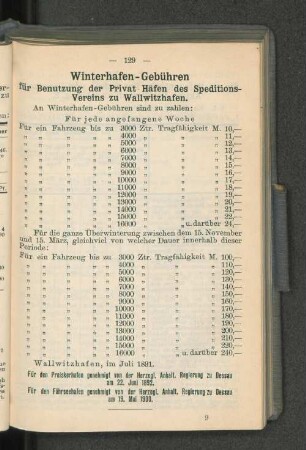 — 129 —
Winterhafen-Gebühren
für Benutzung der Privat Häfen des Speditions-
Vereins zu Wallwitzhafen.
An Winterhafen-Gebühren sind zu zahlen:
Für jede angefangene Woche
Für ein Fahrzeug bis zu 3000 Ztr. Tragfähigkeit M. 10,—
„ „ „ „ „ 4000 „ „ „ 11,—
„ „ „ „ „ 5000 „ „ „ 12,—
„ „ „ „ „ 6000 „ „ „ 13,—
„ „ „ „ „ 7000 „ „ „ 14,—
„ „ „ „ „ 8000 „ „ „ 15,—
„ „ „ „ „ 9000 „ „ „ 16,—
„ „ „ „ „ 10000 „ „ „ 17,—
„ „ „ „ „ 11000 „ „ „ 18,—
„ „ „ „ „ 12000 „ „ „ 19,—
„ „ „ „ „ 13000 „ „ „ 20,—
„ „ „ „ „ 14000 „ „ „ 21,—
„ „ „ „ „ 15000 „ „ „ 22,—
„ „ „ „ „ 16000 „ „ u. darüber 24,—
Für die ganze Überwinterung zwischen dem 15. November
und 15. März, gleichviel von welcher Dauer innerhalb dieser
Periode:
Für ein Fahrzeug bis zu 3000 Ztr. Tragfähigkeit M. 100,—
„ „ „ „ „ 4000 „ „ „ 110,—
„ „ „ „ „ 5000 „ „ „ 120,—
„ „ „ „ „ 6000 „ „ „ 130,—
„ „ „ „ „ 7000 „ „ „ 140,—
„ „ „ „ „ 8000 „ „ „ 150,—
„ „ „ „ „ 9000 „ „ „ 160,—
„ „ „ „ „ 10000 „ „ „ 170,—
„ „ „ „ „ 11000 „ „ „ 180,—
„ „ „ „ „ 12000 „ „ „ 190,—
„ „ „ „ „ 13000 „ „ „ 200,—
„ „ „ „ „ 14000 „ „ „ 210,—
„ „ „ „ „ 15000 „ „ „ 220,—
„ „ „ „ „ 16000 „ „ u. darüber 240,—
Wallwitzhafen, im Juli 1891.
Für den Preiskerhafen genehmigt von der Herzogl. Anhalt. Regierung zu Dessau
am 22. Juni 1892.
Für den Fährseehafen genehmigt von der Herzogl. Anhalt. Regierung zu Dessau
am 15. Mai 1900.
9